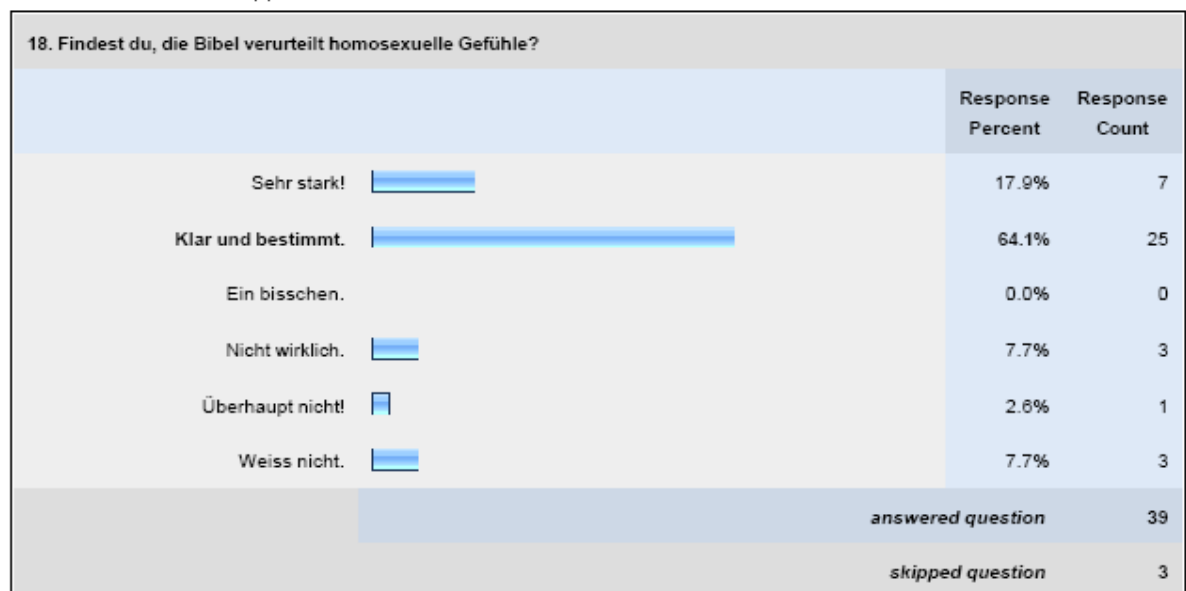 18. Findest du, die Bibel verurteilt homosexuelle Gefühle?
Response Percent Response Count
Sehr stark! 17.9% 7
Klar und bestimmt. 64.1% 25
Ein bisschen. 0.0% 0
Nicht wirklich. 7.7% 3
Überhaupt nicht! 2.6% 1
Weiss nicht. 7.7% 3
answered question 39
skipped question 3